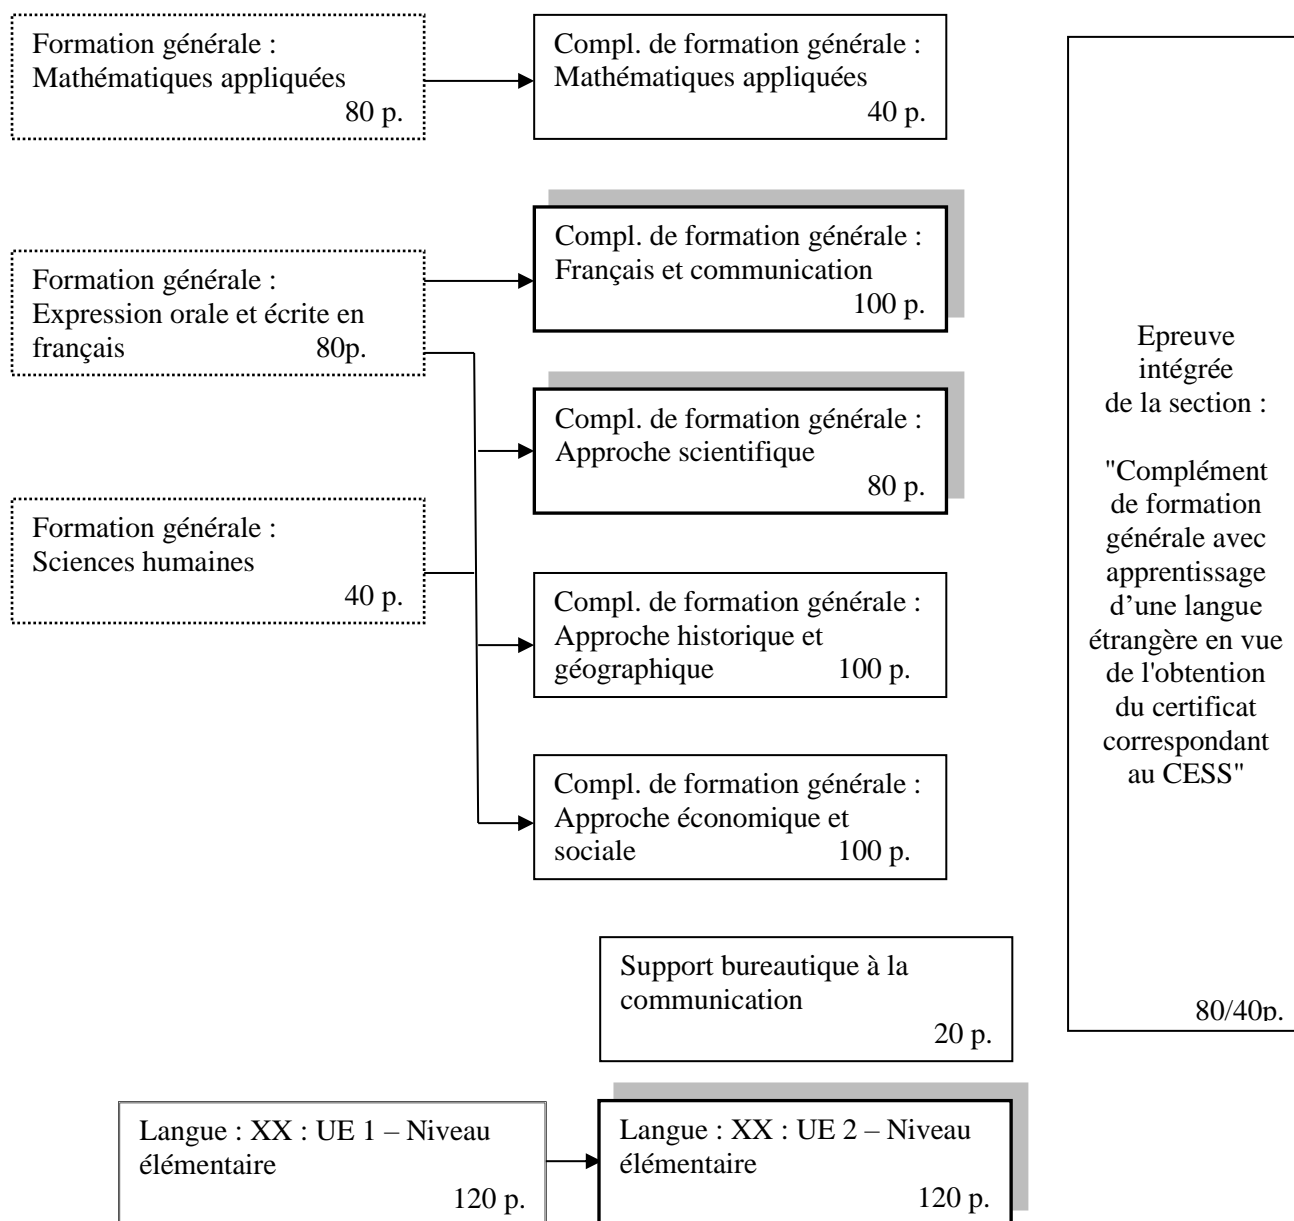 Formation générale :
Mathématiques appliquées
80 p.
Compl. de formation générale :
Mathématiques appliquées
40 p.
Formation générale :
Expression orale et écrite en
français 80p.
Compl. de formation générale :
Français et communication
100 p.
Compl. de formation générale :
Approche scientifique
80 p.
Formation générale :
Sciences humaines
40 p.
Compl. de formation générale :
Approche historique et
géographique 100 p.
Compl. de formation générale :
Approche économique et
sociale 100 p.
Support bureautique à la
communication
20 p.
Langue : XX : UE 1 – Niveau
élémentaire
120 p.
Langue : XX : UE 2 – Niveau
élémentaire
120 p.
Epreuve
intégrée
de la section :
"Complément
de formation
générale avec
apprentissage
d’une langue
étrangère en vue
de l'obtention
du certificat
correspondant
au CESS"
80/40p.